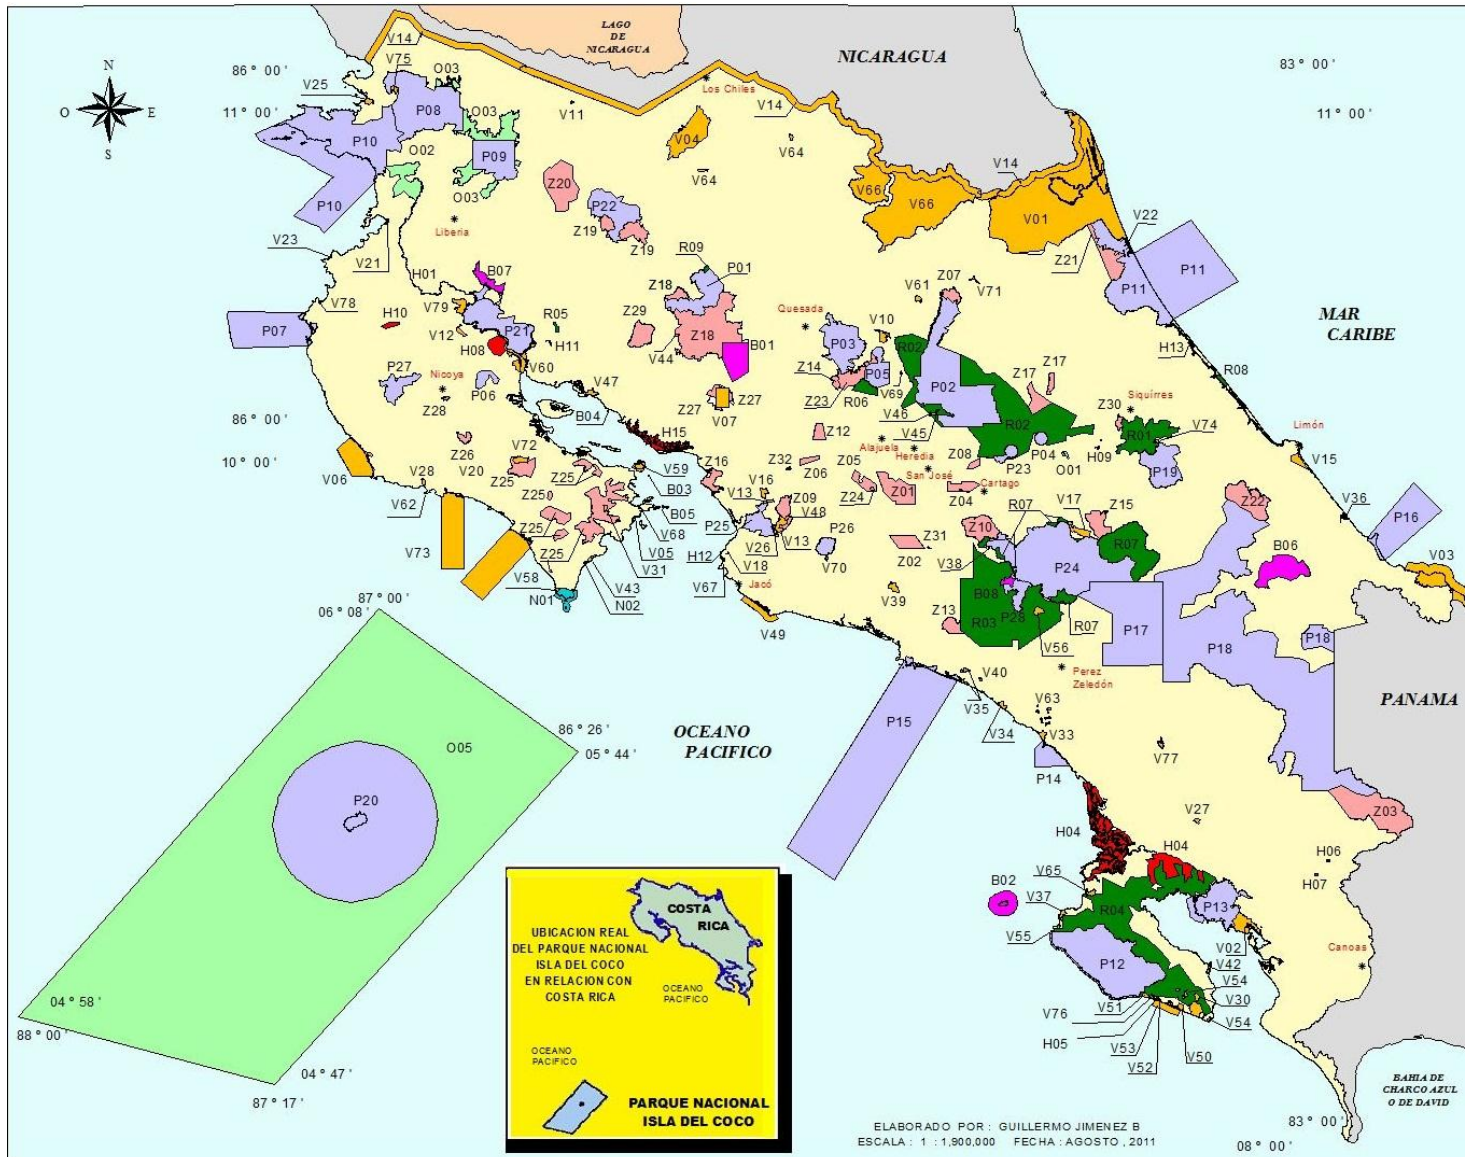 LAGO
DE
NICARAGUA
NICARAGUA
83 ° 00 '
11 ° 00 '
86 ° 00 '
11 ° 00 '
N
O
E
S
V14
V75
O03
V25
P08
O03
P10
O02
P09
P10
O03
Liberia
V11
Los Chiles
V14
V04
V64
V64
V14
V66
V66
V01
V22
Z20
P22
Z19
Z19
R09
P01
Z21
P11
P11
V23
V21
H01
B07
V78
P07
H10
V79
V12
H08
P21
R05
H11
V60
Z18
Z29
V44
Z18
B01
Quesada
P03
V10
V61
Z07
V71
R02
P05
P02
Z14
Z23
R06
V69
V46
V45
R02
Z17
Z17
MAR
CARIBE
H13
R08
Siquirres
Z30
R01
V74
Limón
V15
P27
Nicoya
Z28
P06
V47
B04
Z27
Z27
V07
H15
Z12
Alajuela
Heredia
San José
Z08
P23
P04
O01
H09
P19
86 ° 00 '
10 ° 00 '
V06
Z26
V72
V28
V20
Z25
Z25
V59
B03
Z16
Z32
Z06
Z05
Z24
Z01
Z04
Cartago
V62
V73
Z25
Z25
B05
V68
V05
V31
V43
N02
V58
N01
V16
V13
Z09
V48
P25
V26
V13
P26
V70
H12
V18
V67
Jacó
V49
Z02
Z31
Z10
R07
V17
Z15
V38
R07
P24
Z22
V36
P16
B06
V03
V39
B08
R03
P28
Z13
R07
V56
P17
P18
P18
Perez
Zeledón
PANAMA
V40
V35
V34
V63
V33
P14
V77
P15
OCEANO
PACIFICO
87 ° 00 '
06 ° 08 '
86 ° 26 '
05 ° 44 '
O05
P20
04 ° 58 '
88 ° 00 '
04 ° 47 '
87 ° 17 '
V27
Z03
H04
H04
H06
H07
V65
B02
V37
R04
P13
V55
V02
V42
P12
V54
V51
V30
V76
V54
H05
V53
V50
V52
Canoas
COSTA
RICA
UBICACION REAL
DEL PARQUE NACIONAL
ISLA DEL COCO
EN RELACION CON
COSTA RICA
OCEANO
PACIFICO
OCEANO
PACIFICO
PARQUE NACIONAL
ISLA DEL COCO
BAHIA DE
CHARCO AZUL
O DE DAVID
83 ° 00 '
08 ° 00 '
ELABORADO POR : GUILLERMO JIMENEZ B
ESCALA : 1 : 1,900,000 FECHA : AGOSTO , 2011